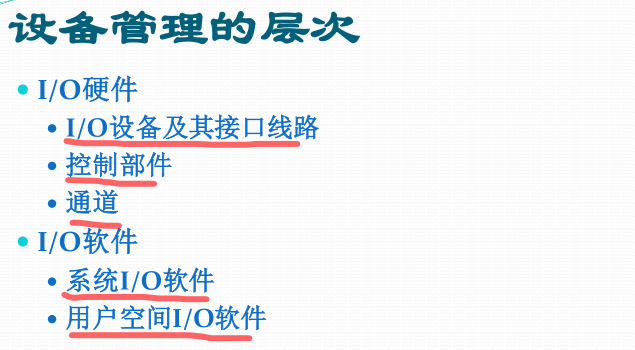 设备管理的层次
I/O硬件
I/O设备及其接口线路
控制部件
通道
I/O软件
系统I/O软件
用户空间I/O软件